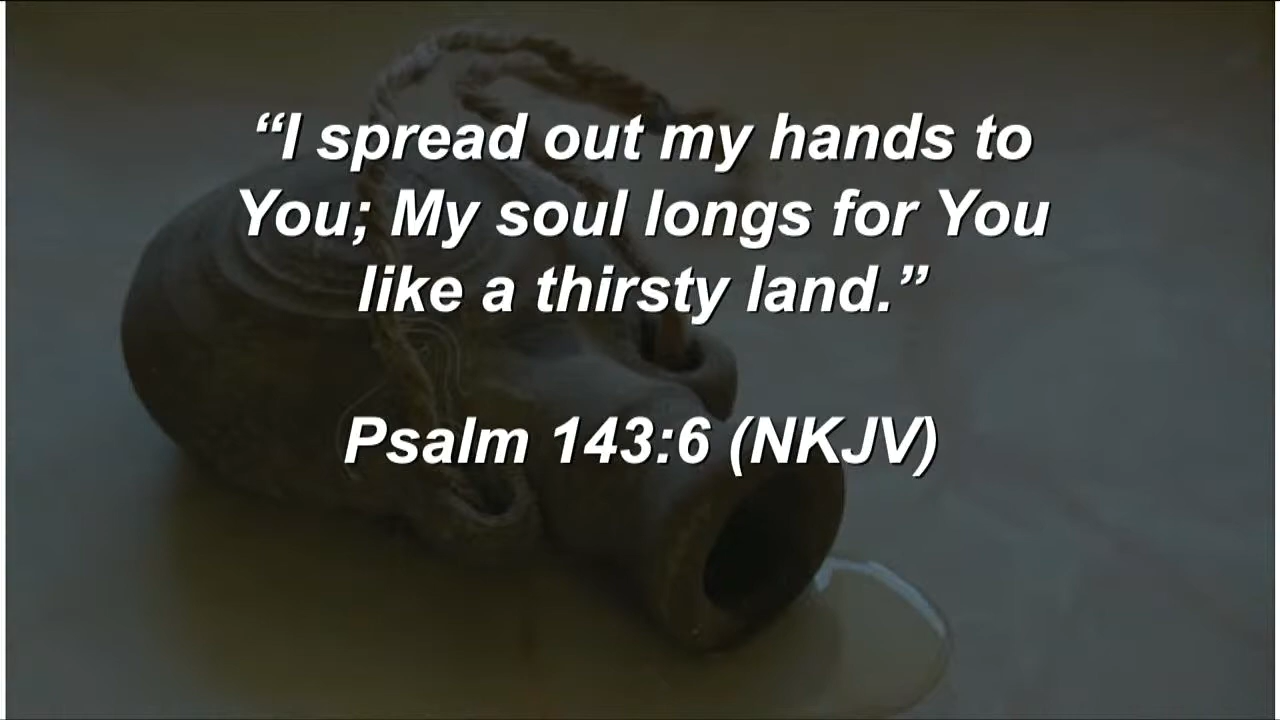 “I spread out my hands to
You; My soul longs for You
like a thirsty land.”
Psalm 143:6 (NKJV)